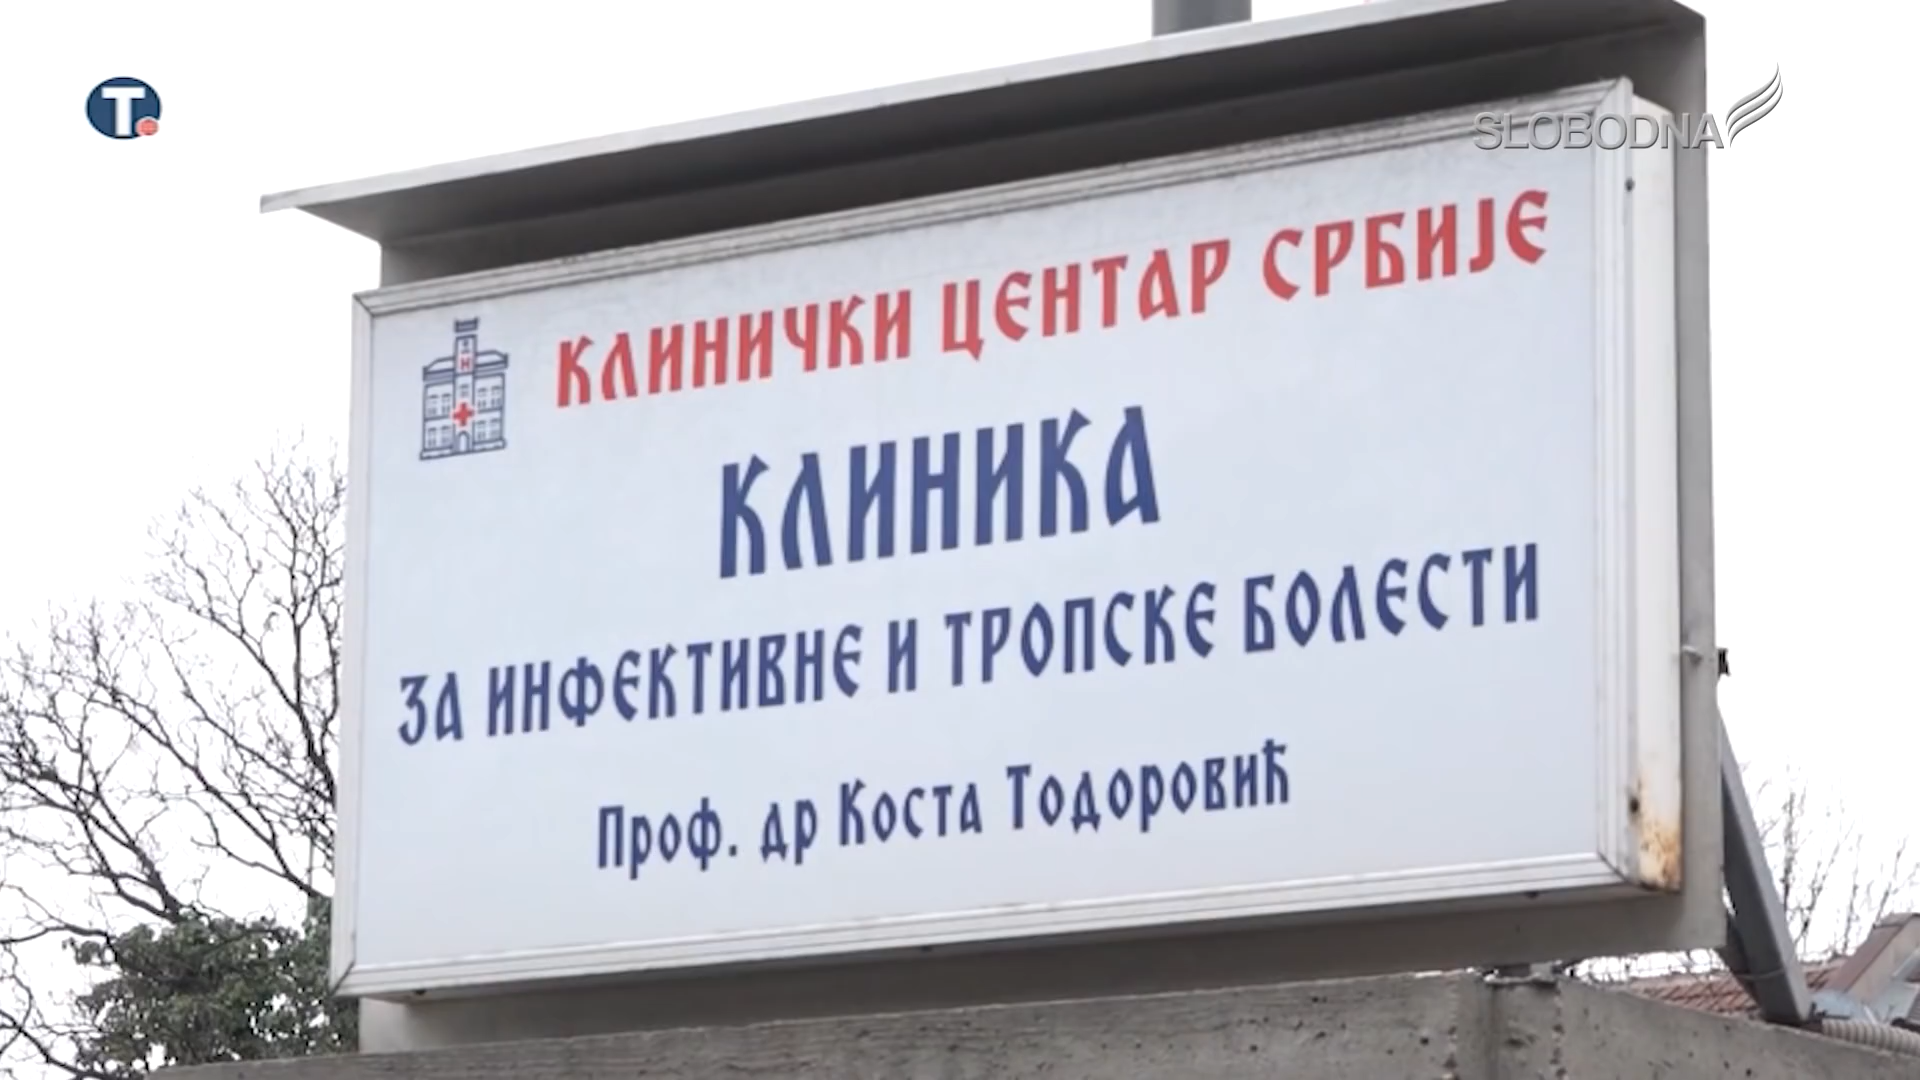 T
SLOBODNA
КЛИНИЧКИ ЦЕНТАР СРБИЈЕ
H
КЛИНИКА
ЗА ИНФЕКТИВНЕ И ТРОПСКЕ БОЛЕСТИ
Проф. др Коста Тодоровић